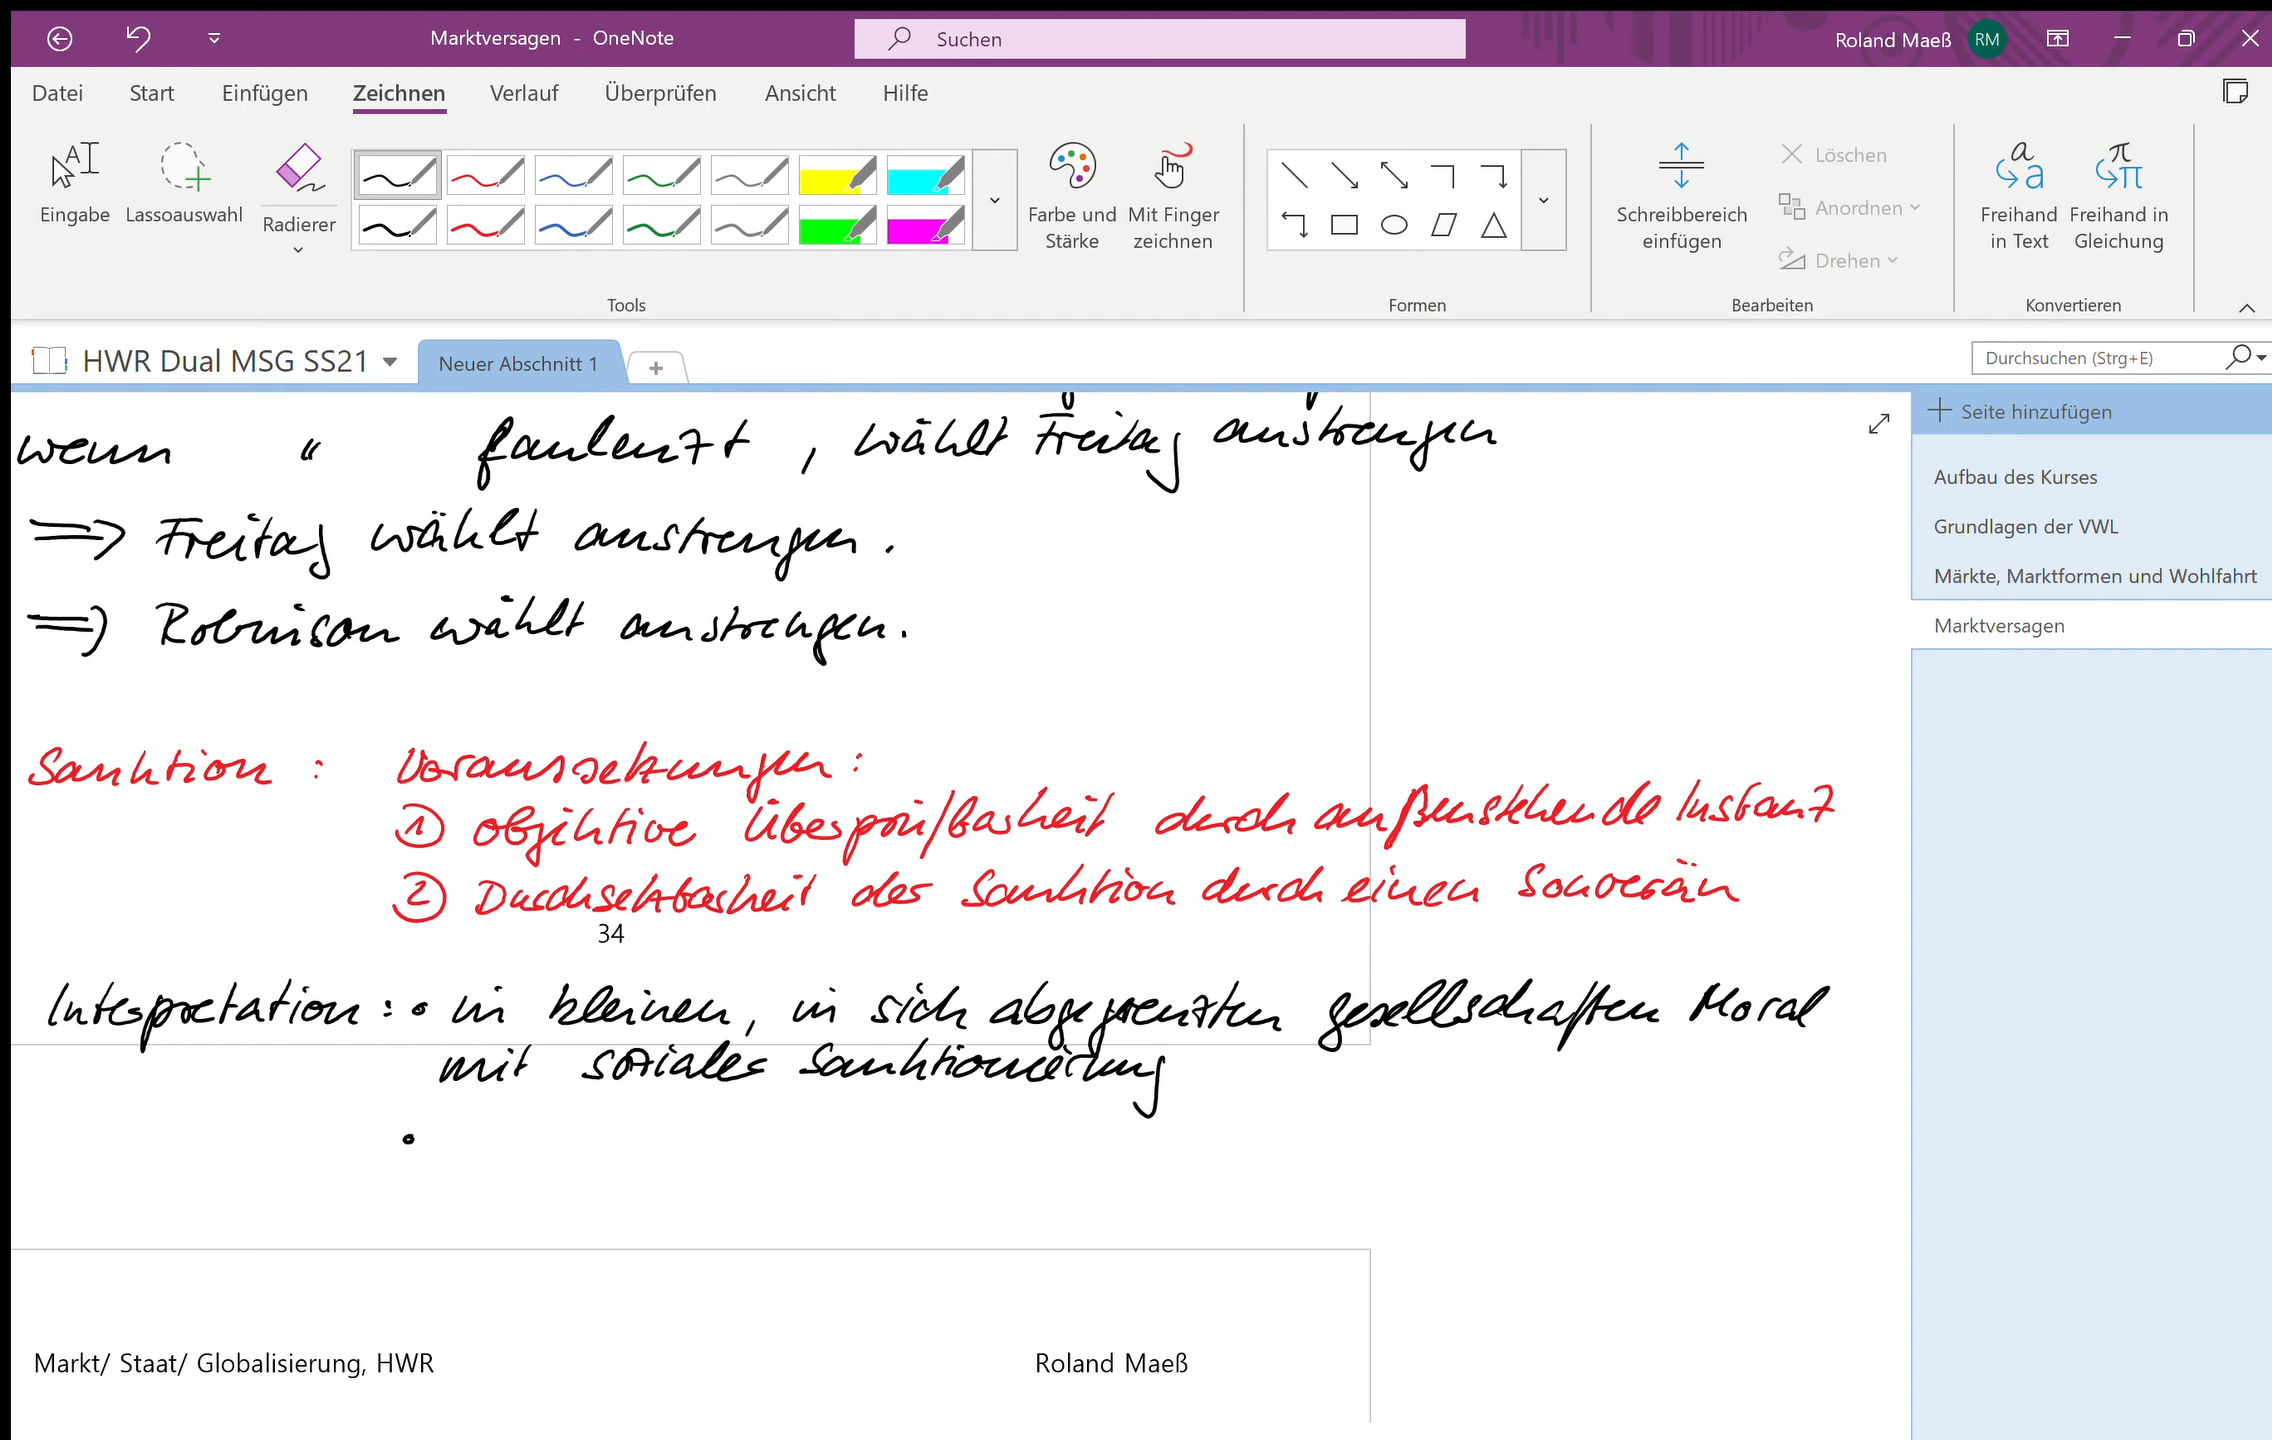 Marktversagen - OneNote
Suchen
Roland Maeß RM
Datei Start Einfügen Zeichnen Verlauf Überprüfen Ansicht Hilfe
Eingabe
Lassoauswahl
Radierer
Farbe und Stärke
Mit Finger zeichnen
Tools
Formen
Schreibbereich einfügen
Löschen
Anordnen
Drehen
Bearbeiten
Freihand in Text
Freihand in Gleichung
Konvertieren
HWR Dual MSG SS21
Neuer Abschnitt 1
Durchsuchen (Strg+E)
Seite hinzufügen
Aufbau des Kurses
Grundlagen der VWL
Märkte, Marktformen und Wohlfahrt
Marktversagen
wenn " faulenzt, wählt Freitag anstrengen
=> Freitag wählt anstrengen.
=> Robinson wählt anstrengen.
Sanktion: Voraussetzungen:
① objektive Überprüfbarkeit durch außenstehende Instanz
② Durchsetzbarkeit der Sanktion durch einen Souverän
34
Interpretation: • in kleinen, in sich abgegrenzten Gesellschaften Moral
mit sozialer Sanktionierung
•
Markt/ Staat/ Globalisierung, HWR
Roland Maeß